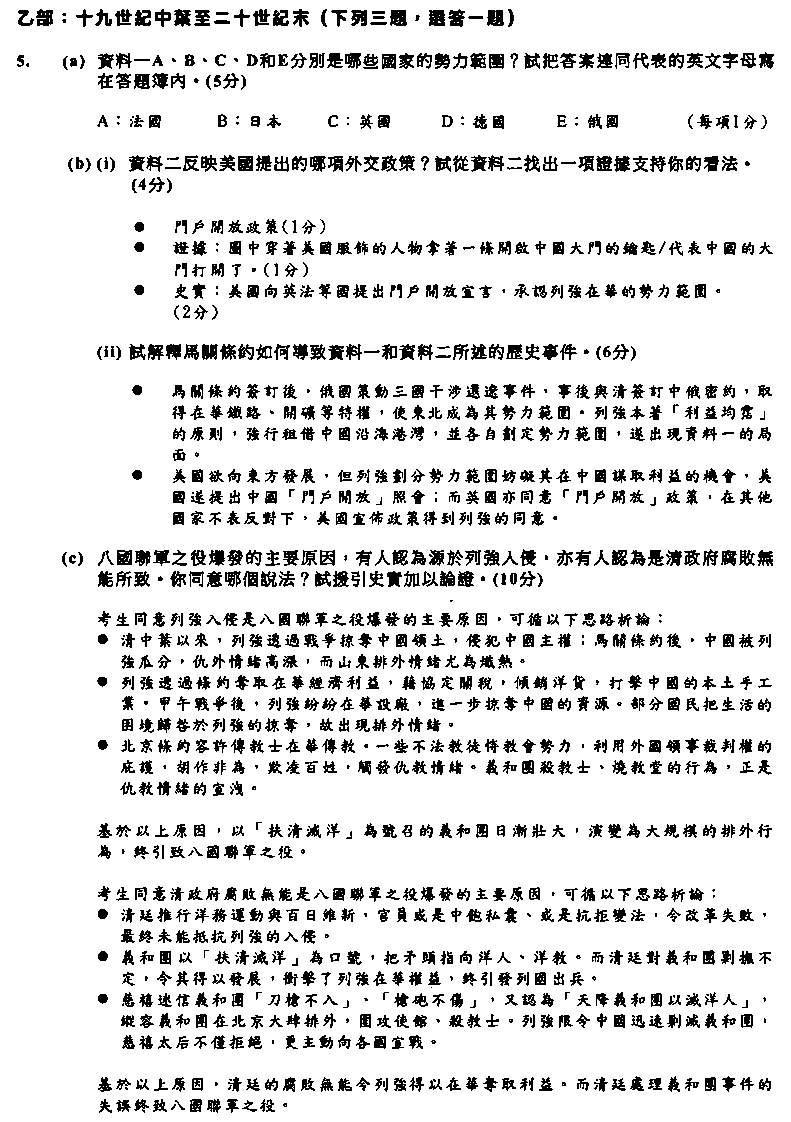 乙部：十九世紀中葉至二十世紀末（下列三題，選答一題）
5. (a) 資料一A、B、C、D和E分別是哪些國家的勢力範圍？試把答案連同代表的英文字母寫
在答題簿內。(5分)
A：法國 B：日本 C：英國 D：德國 E：俄國 （每項1分）
(b) (i) 資料二反映美國提出的哪項外交政策？試從資料二找出一項證據支持你的看法。
(4分)
● 門戶開放政策(1分)
● 證據：圖中穿著美國服飾的人物拿著一條開啟中國大門的鑰匙/代表中國的大
門打開了。(1分)
● 史實：美國向英法等國提出門戶開放宣言，承認列強在華的勢力範圍。
(2分)
(ii) 試解釋馬關條約如何導致資料一和資料二所述的歷史事件。(6分)
● 馬關條約簽訂後，俄國策動三國干涉還遼事件，事後與清簽訂中俄密約，取
得在華鐵路、開礦等特權，使東北成為其勢力範圍。列強本著「利益均霑」
的原則，強行租借中國沿海港灣，並各自劃定勢力範圍，遂出現資料一的局
面。
● 美國欲向東方發展，但列強劃分勢力範圍妨礙其在中國謀取利益的機會，美
國遂提出中國「門戶開放」照會；而英國亦同意「門戶開放」政策，在其他
國家不表反對下，美國宣佈政策得到列強的同意。
(c) 八國聯軍之役爆發的主要原因，有人認為源於列強入侵，亦有人認為是清政府腐敗無
能所致。你同意哪個說法？試援引史實加以論證。(10分)
考生同意列強入侵是八國聯軍之役爆發的主要原因，可循以下思路析論：
● 清中葉以來，列強透過戰爭掠奪中國領土，侵犯中國主權；馬關條約後，中國被列
強瓜分，仇外情緒高漲，而山東排外情緒尤為熾熱。
● 列強透過條約奪取在華經濟利益，藉協定關稅，傾銷洋貨，打擊中國的本土手工
業。甲午戰爭後，列強紛紛在華設廠，進一步掠奪中國的資源。部分國民把生活的
困境歸咎於列強的掠奪，故出現排外情緒。
● 北京條約容許傳教士在華傳教。一些不法教徒恃教會勢力，利用外國領事裁判權的
庇護，胡作非為，欺凌百姓，觸發仇教情緒。義和團殺教士、燒教堂的行為，正是
仇教情緒的宣洩。
基於以上原因，以「扶清滅洋」為號召的義和團日漸壯大，演變為大規模的排外行
為，終引致八國聯軍之役。
考生同意清政府腐敗無能是八國聯軍之役爆發的主要原因，可循以下思路析論：
● 清廷推行洋務運動與百日維新，官員或是中飽私囊、或是抗拒變法，令改革失敗，
最終未能抵抗列強的入侵。
● 義和團以「扶清滅洋」為口號，把矛頭指向洋人、洋教。而清廷對義和團剿撫不
定，令其得以發展，衝擊了列強在華權益，終引發列國出兵。
● 慈禧迷信義和團「刀槍不入」、「槍砲不傷」，又認為「天降義和團以滅洋人」，
縱容義和團在北京大肆排外，圍攻使館、殺教士。列強限令中國迅速剿滅義和團，
慈禧太后不僅拒絕，更主動向各國宣戰。
基於以上原因，清廷的腐敗無能令列強得以在華奪取利益。而清廷處理義和團事件的
失誤終致八國聯軍之役。